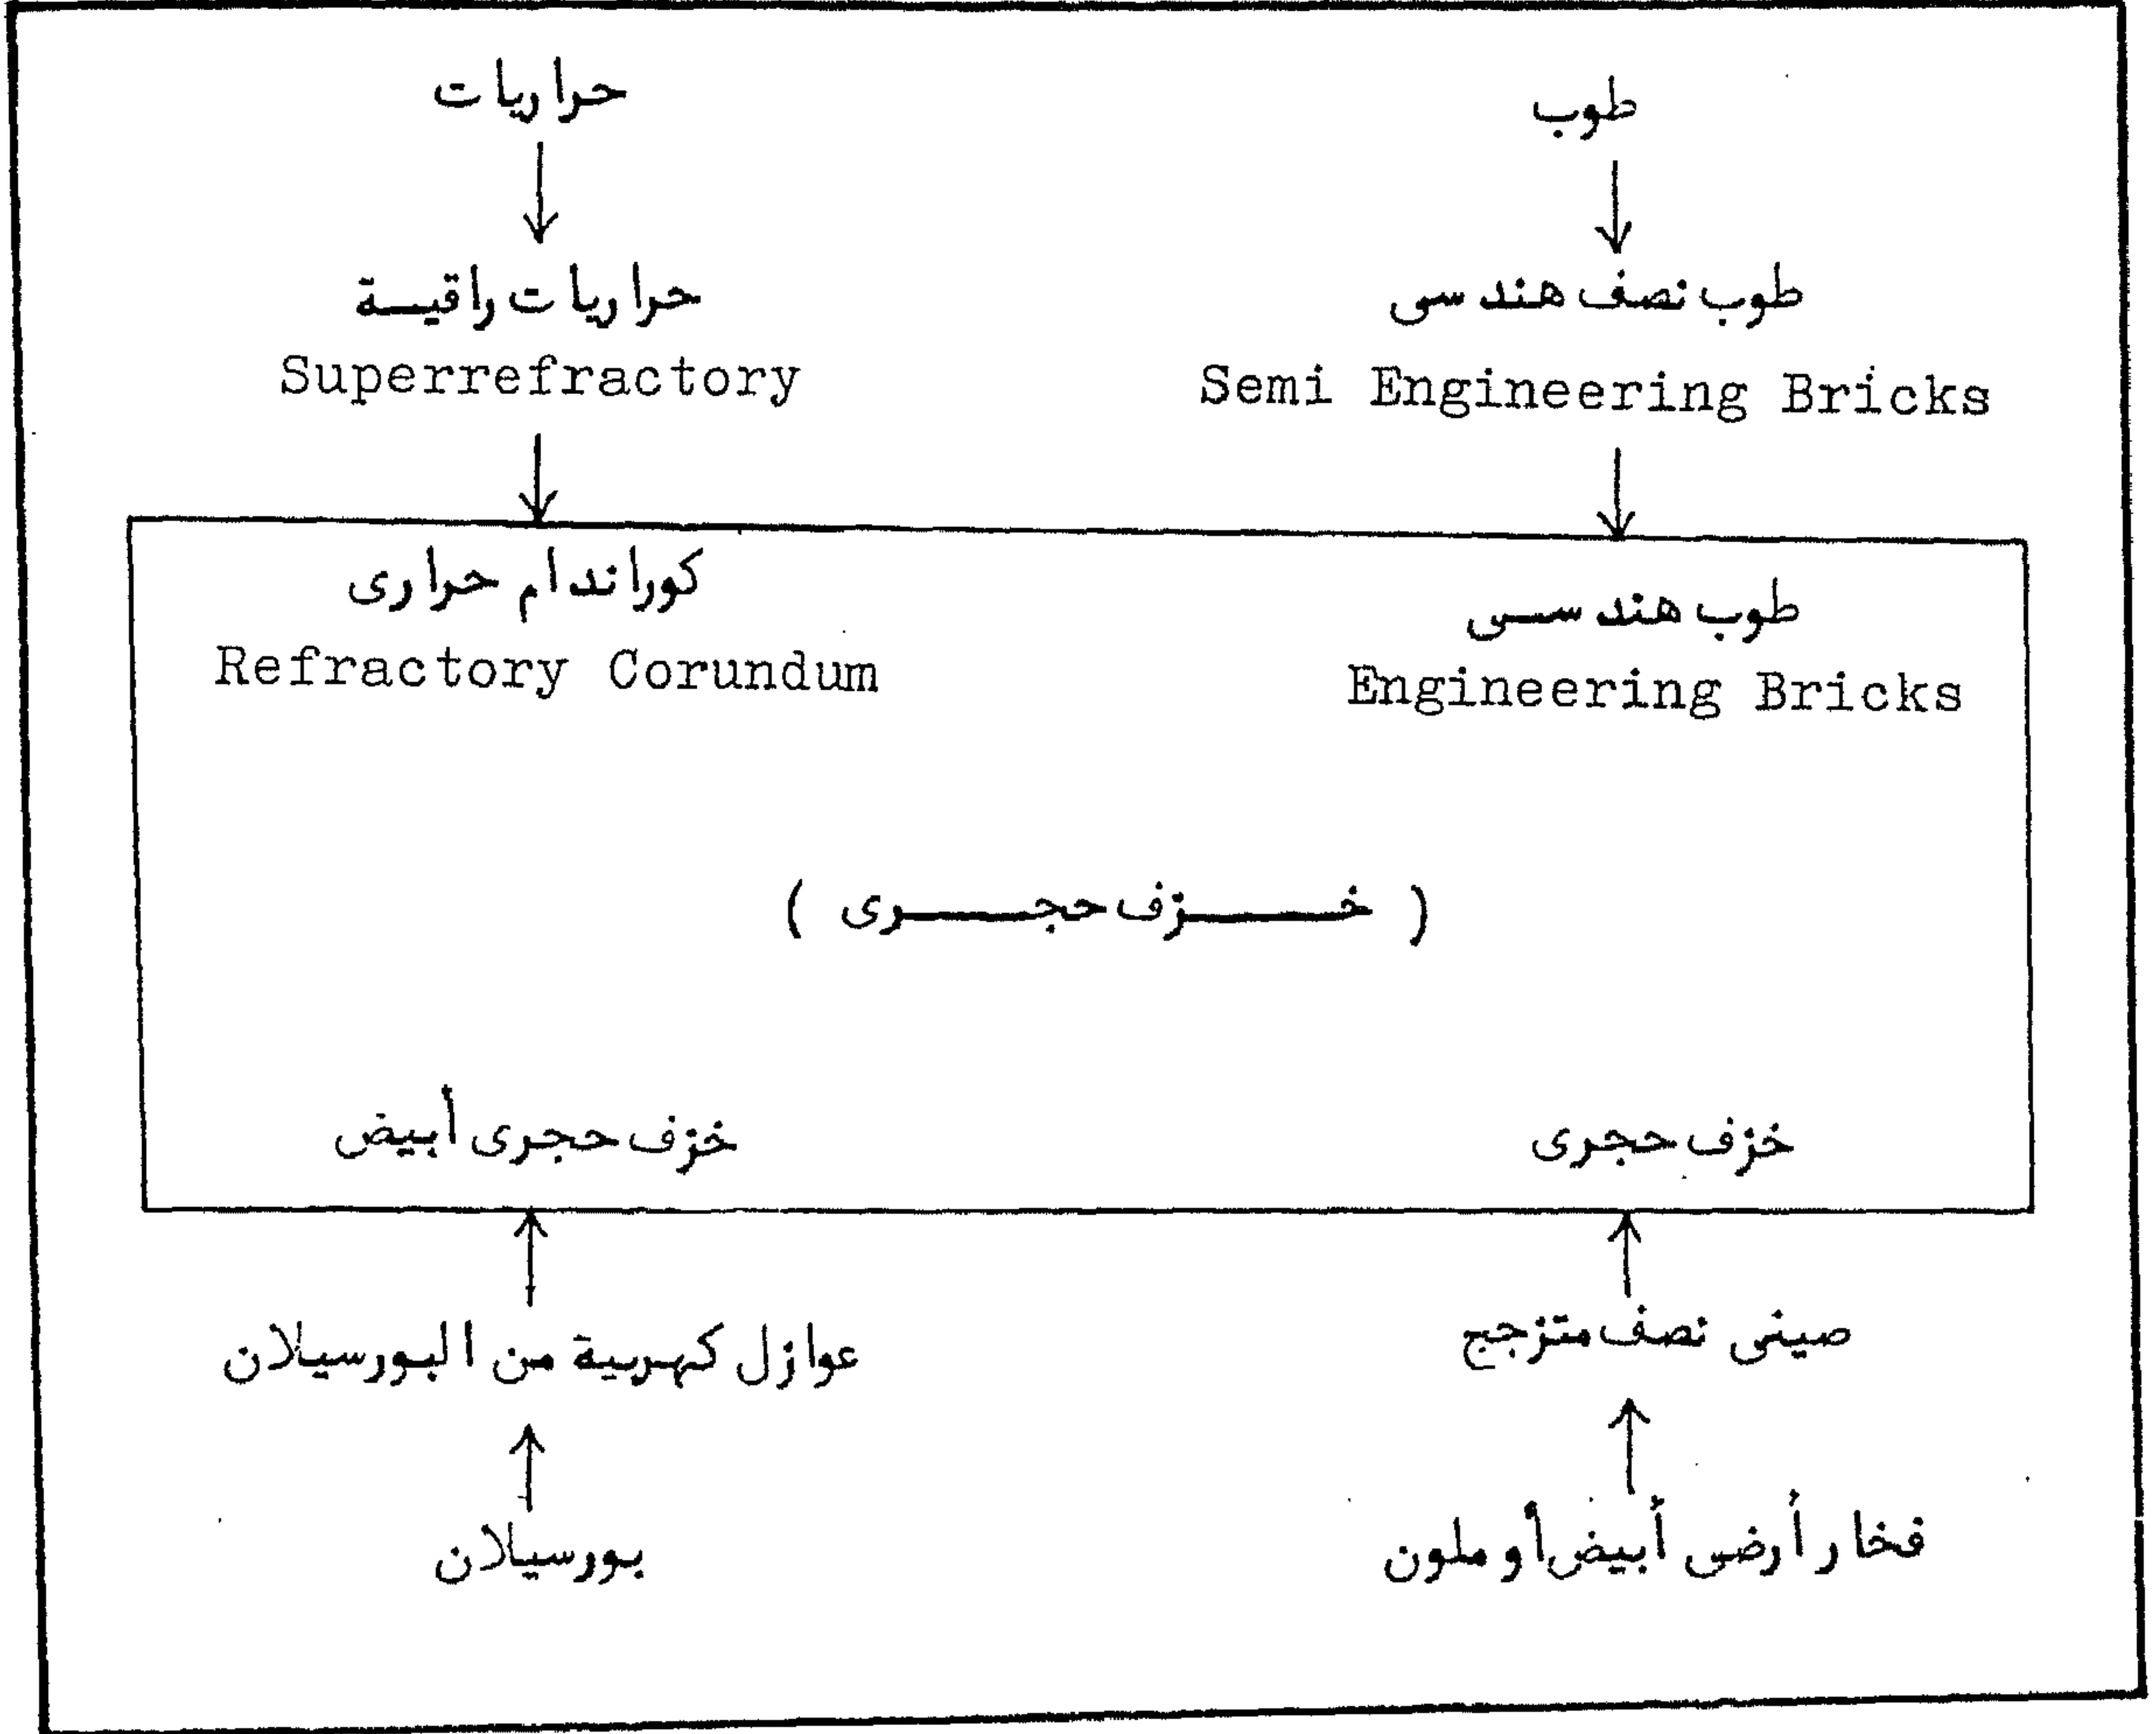 طوب
حراريات
طوب نصف هندسى
حراريات راقية
Semi Engineering Bricks
Superrefractory
طوب هندسى
كوراندام حرارى
Engineering Bricks
Refractory Corundum
( خزف حجرى )
خزف حجرى
خزف حجرى أبيض
صينى نصف متزجج
عوازل كهربية من البورسيلان
فخار أرضى أبيض أو ملون
بورسيلان